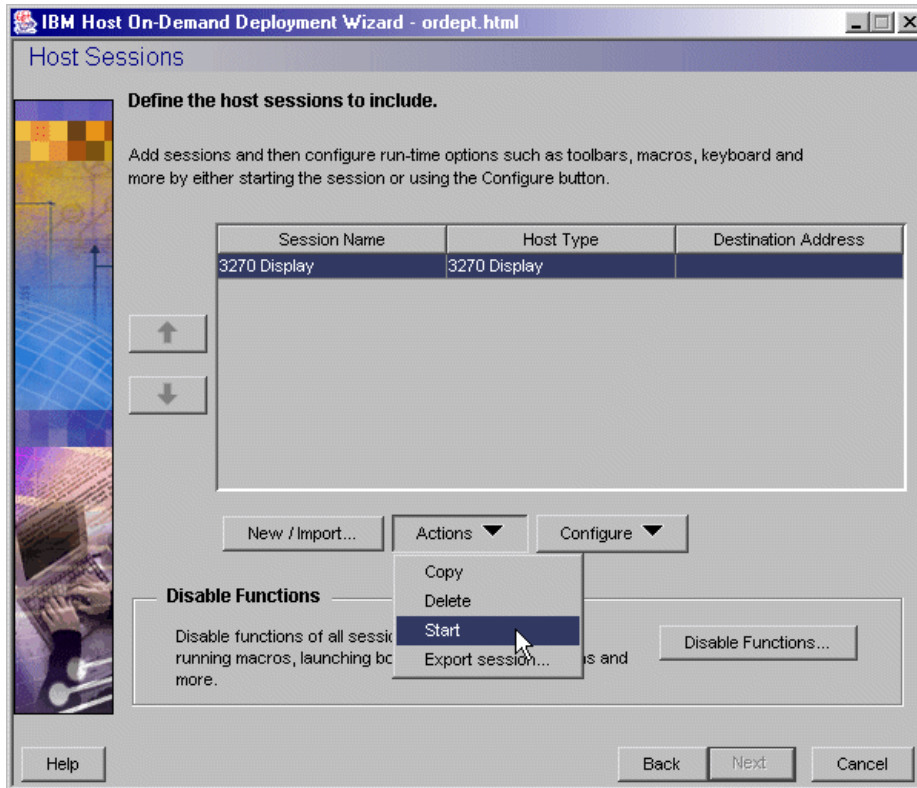 IBM Host On-Demand Deployment Wizard - ordept.html
Host Sessions
Define the host sessions to include.
Add sessions and then configure run-time options such as toolbars, macros, keyboard and
more by either starting the session or using the Configure button.
Session Name Host Type Destination Address
3270 Display 3270 Display
New / Import... Actions Configure
Copy
Delete
Start
Export session...
Disable Functions
Disable functions of all
running macros, launching and
more.
Disable Functions...
Help Back Next Cancel